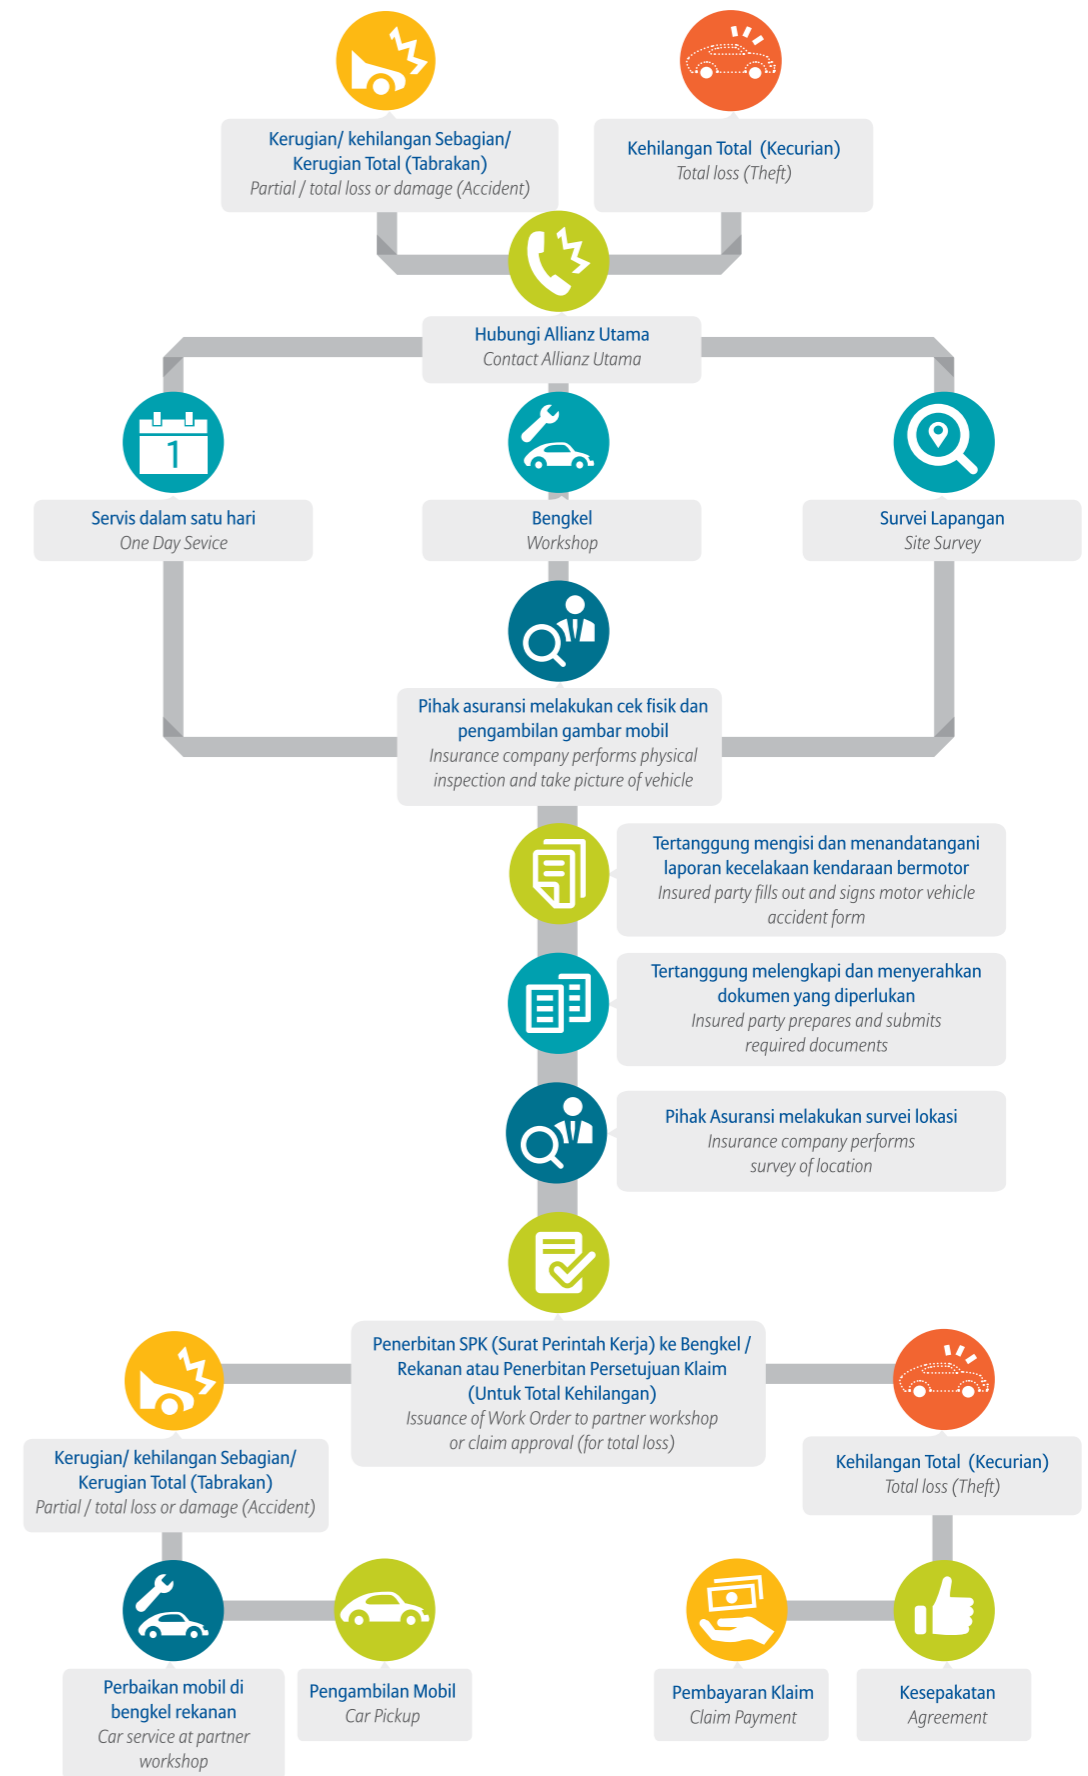 Kerugian/ kehilangan Sebagian/
Kerugian Total (Tabrakan)
Partial / total loss or damage (Accident)
Kehilangan Total (Kecurian)
Total loss (Theft)
Hubungi Allianz Utama
Contact Allianz Utama
1
Servis dalam satu hari
One Day Sevice
Bengkel
Workshop
Survei Lapangan
Site Survey
Pihak asuransi melakukan cek fisik dan
pengambilan gambar mobil
Insurance company performs physical
inspection and take picture of vehicle
Tertanggung mengisi dan menandatangani
laporan kecelakaan kendaraan bermotor
Insured party fills out and signs motor vehicle
accident form
Tertanggung melengkapi dan menyerahkan
dokumen yang diperlukan
Insured party prepares and submits
required documents
Pihak Asuransi melakukan survei lokasi
Insurance company performs
survey of location
Penerbitan SPK (Surat Perintah Kerja) ke Bengkel /
Rekanan atau Penerbitan Persetujuan Klaim
(Untuk Total Kehilangan)
Issuance of Work Order to partner workshop
or claim approval (for total loss)
Kerugian/ kehilangan Sebagian/
Kerugian Total (Tabrakan)
Partial / total loss or damage (Accident)
Kehilangan Total (Kecurian)
Total loss (Theft)
Perbaikan mobil di
bengkel rekanan
Car service at partner
workshop
Pengambilan Mobil
Car Pickup
Pembayaran Klaim
Claim Payment
Kesepakatan
Agreement